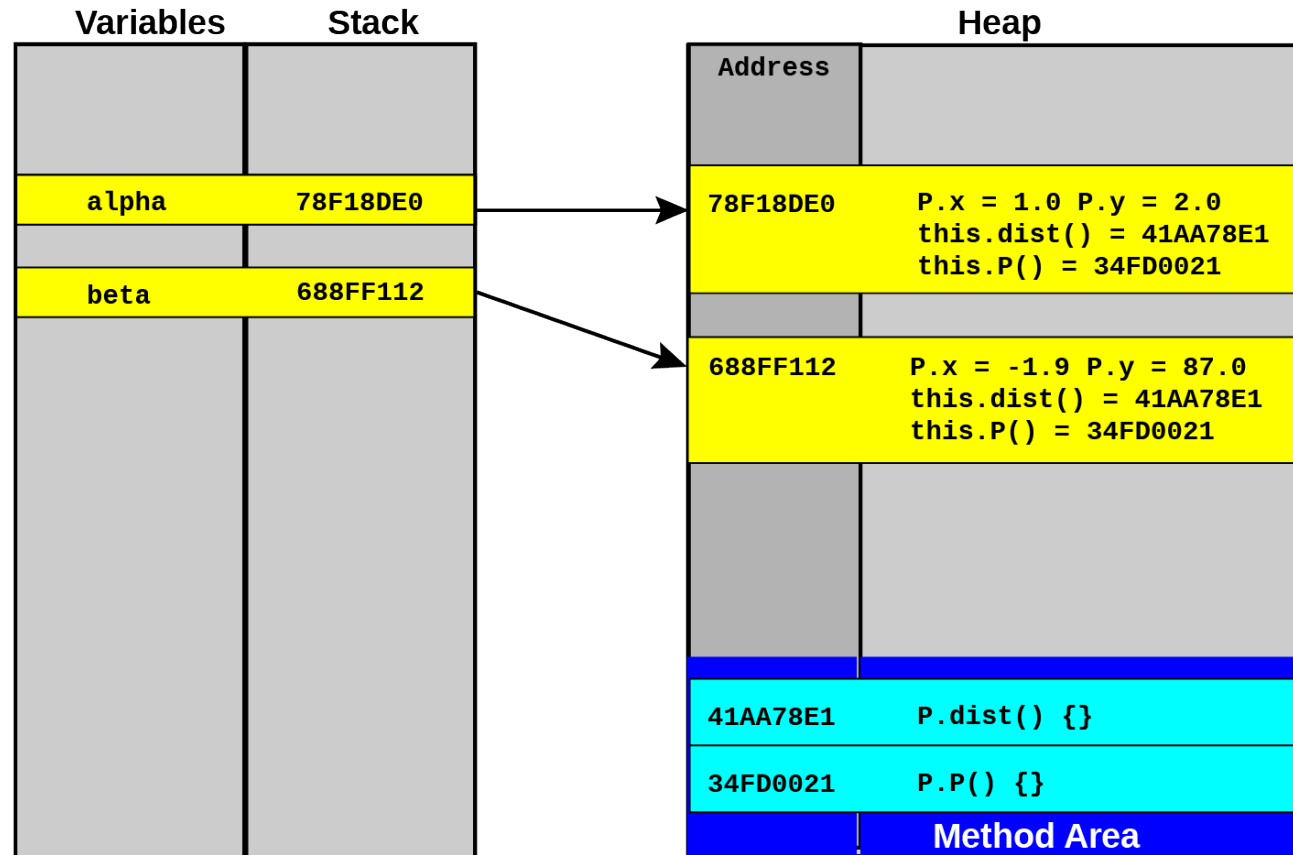 Variables Stack Heap
Address
alpha 78F18DE0
beta 688FF112
78F18DE0 P.x = 1.0 P.y = 2.0
this.dist() = 41AA78E1
this.P() = 34FD0021
688FF112 P.x = -1.9 P.y = 87.0
this.dist() = 41AA78E1
this.P() = 34FD0021
41AA78E1 P.dist() {}
34FD0021 P.P() {}
Method Area